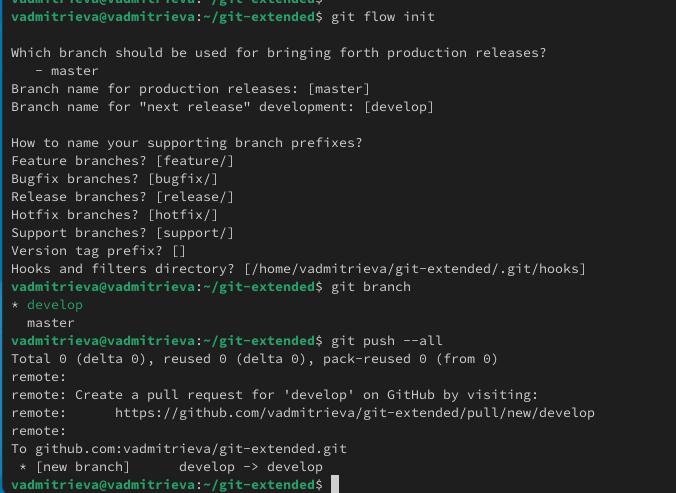 vadmitrieva@vadmitrieva:~/git-extended$
vadmitrieva@vadmitrieva:~/git-extended$ git flow init
Which branch should be used for bringing forth production releases?
   - master
Branch name for production releases: [master]
Branch name for "next release" development: [develop]
How to name your supporting branch prefixes?
Feature branches? [feature/]
Bugfix branches? [bugfix/]
Release branches? [release/]
Hotfix branches? [hotfix/]
Support branches? [support/]
Version tag prefix? []
Hooks and filters directory? [/home/vadmitrieva/git-extended/.git/hooks]
vadmitrieva@vadmitrieva:~/git-extended$ git branch
* develop
  master
vadmitrieva@vadmitrieva:~/git-extended$ git push --all
Total 0 (delta 0), reused 0 (delta 0), pack-reused 0 (from 0)
remote:
remote: Create a pull request for 'develop' on GitHub by visiting:
remote:      https://github.com/vadmitrieva/git-extended/pull/new/develop
remote:
To github.com:vadmitrieva/git-extended.git
 * [new branch]      develop -> develop
vadmitrieva@vadmitrieva:~/git-extended$